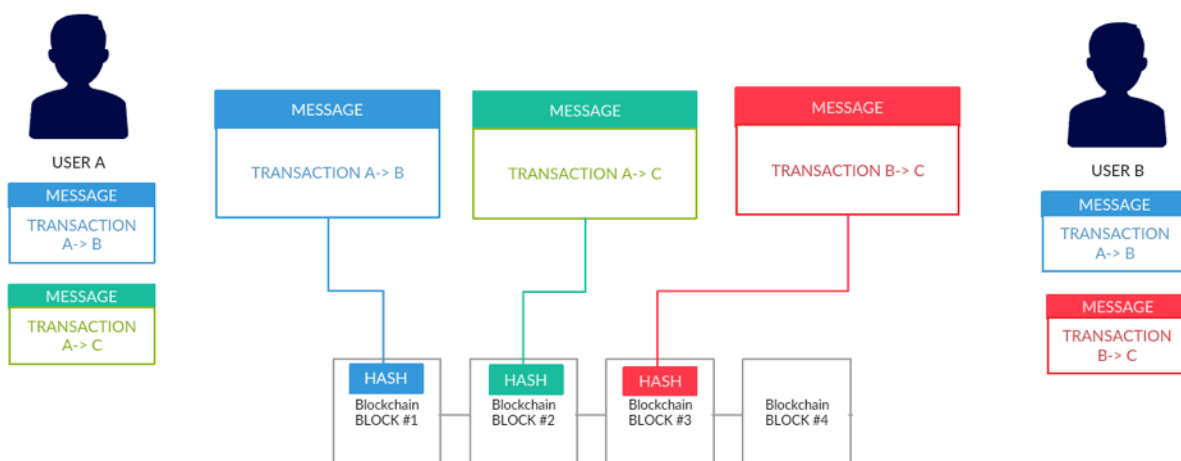 USER A
MESSAGE
TRANSACTION
A-> B
MESSAGE
TRANSACTION
A-> C
MESSAGE
TRANSACTION A-> B
MESSAGE
TRANSACTION A-> C
MESSAGE
TRANSACTION B-> C
HASH
Blockchain
BLOCK #1
HASH
Blockchain
BLOCK #2
HASH
Blockchain
BLOCK #3
Blockchain
BLOCK #4
USER B
MESSAGE
TRANSACTION
A-> B
MESSAGE
TRANSACTION
B-> C